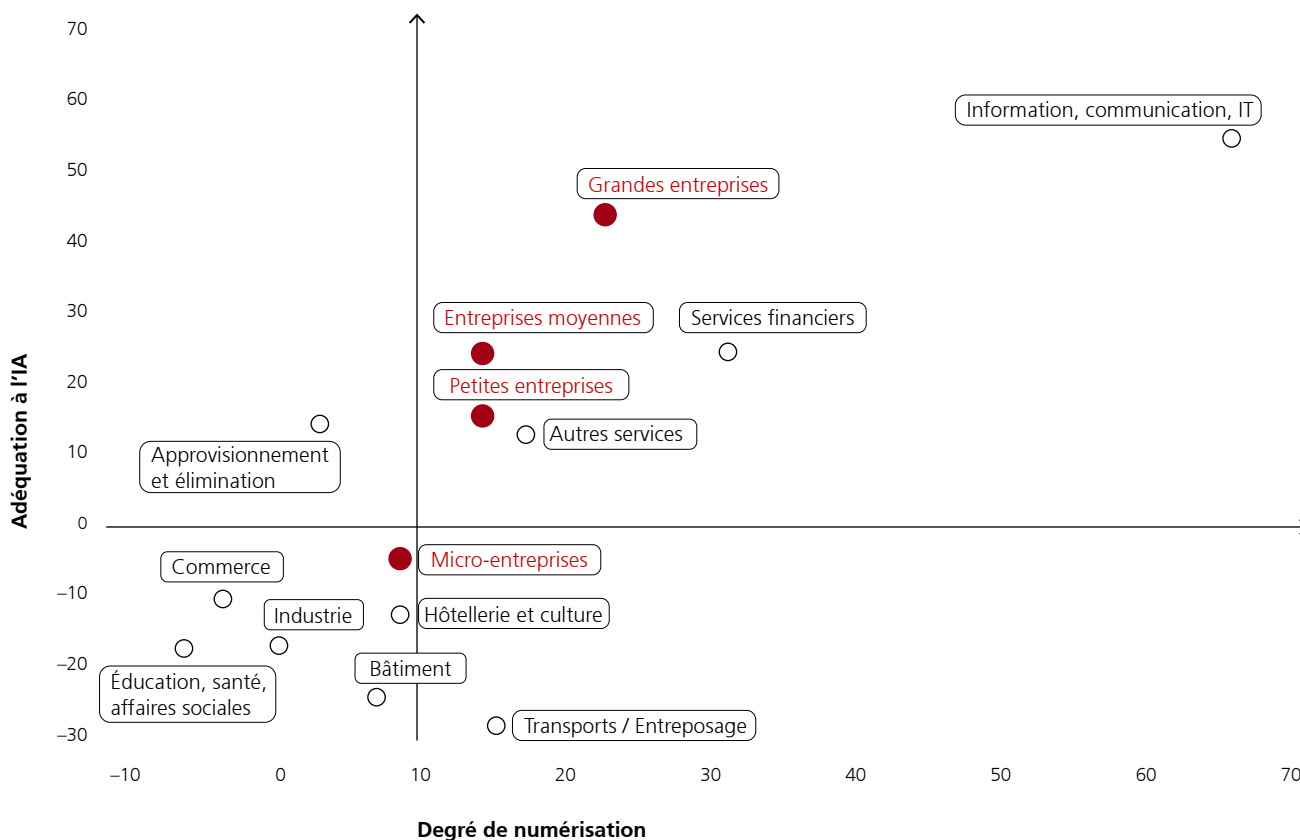 70
60
50
40
30
20
10
0
–10
–20
–30
Adéquation à l’IA
Information, communication, IT
Grandes entreprises
Entreprises moyennes
Services financiers
Petites entreprises
Autres services
Approvisionnement
et élimination
Micro-entreprises
Commerce
Industrie
Hôtellerie et culture
Bâtiment
Éducation, santé,
affaires sociales
Transports / Entreposage
–10 0 10 20 30 40 50 60 70
Degré de numérisation